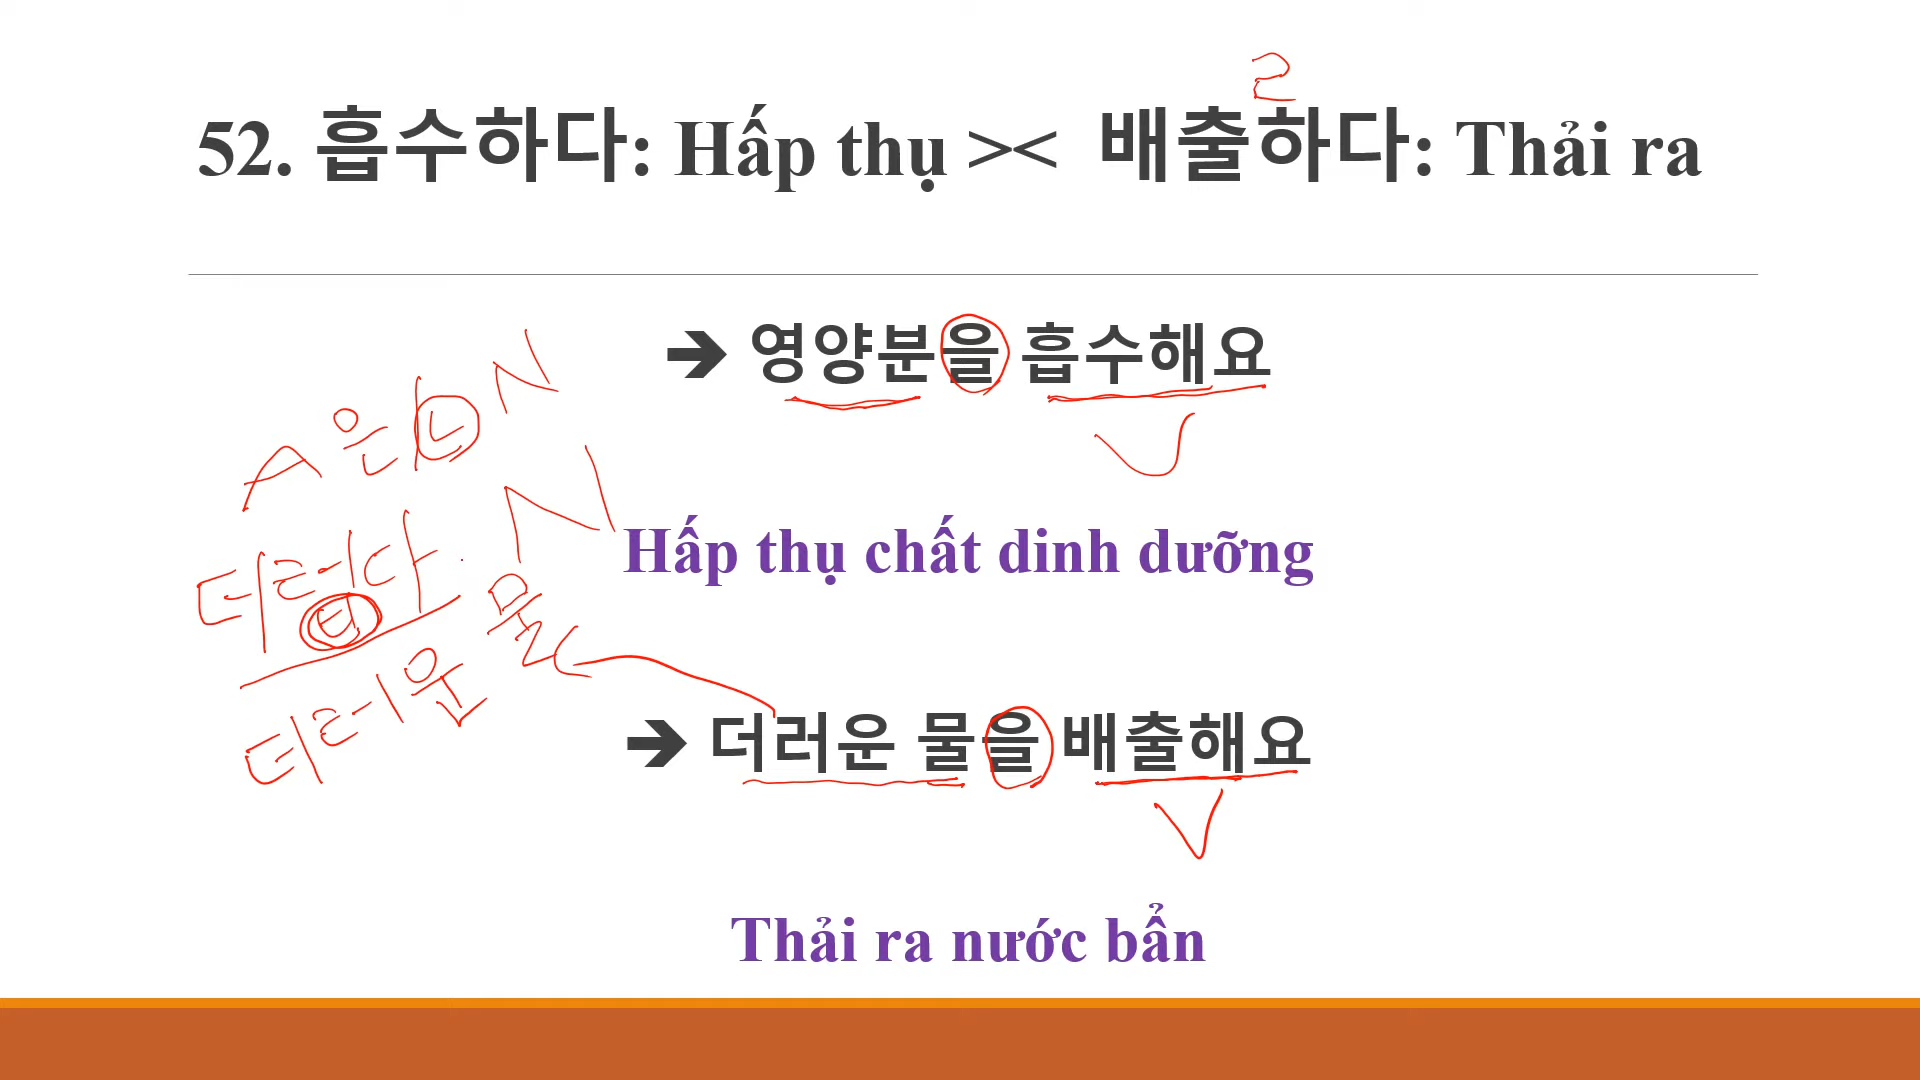 2
52. 흡수하다: Hấp thụ >< 배출하다: Thải ra
➔ 영양분을 흡수해요
A 은/ㄴ N
V
Hấp thụ chất dinh dưỡng
N
더럽다
더러운 물
➔ 더러운 물을 배출해요
V
Thải ra nước bẩn